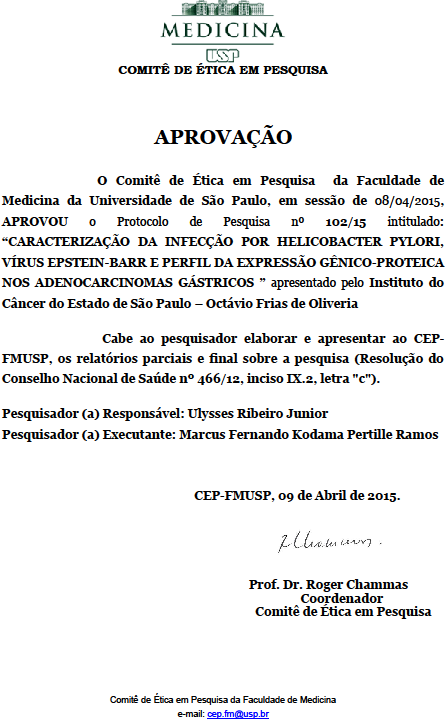 MEDICINA
USP
COMITÊ DE ÉTICA EM PESQUISA
APROVAÇÃO
O Comitê de Ética em Pesquisa da Faculdade de
Medicina da Universidade de São Paulo, em sessão de 08/04/2015,
APROVOU o Protocolo de Pesquisa nº 102/15 intitulado:
“CARACTERIZAÇÃO DA INFECÇÃO POR HELICOBACTER PYLORI,
VÍRUS EPSTEIN-BARR E PERFIL DA EXPRESSÃO GÊNICO-PROTEICA
NOS ADENOCARCINOMAS GÁSTRICOS ” apresentado pelo Instituto do
Câncer do Estado de São Paulo – Octávio Frias de Oliveria
Cabe ao pesquisador elaborar e apresentar ao CEP-
FMUSP, os relatórios parciais e final sobre a pesquisa (Resolução do
Conselho Nacional de Saúde nº 466/12, inciso IX.2, letra "c").
Pesquisador (a) Responsável: Ulysses Ribeiro Junior
Pesquisador (a) Executante: Marcus Fernando Kodama Pertille Ramos
CEP-FMUSP, 09 de Abril de 2015.
RChammas.
Prof. Dr. Roger Chammas
Coordenador
Comitê de Ética em Pesquisa
Comitê de Ética em Pesquisa da Faculdade de Medicina
e-mail: cep.fm@usp.br